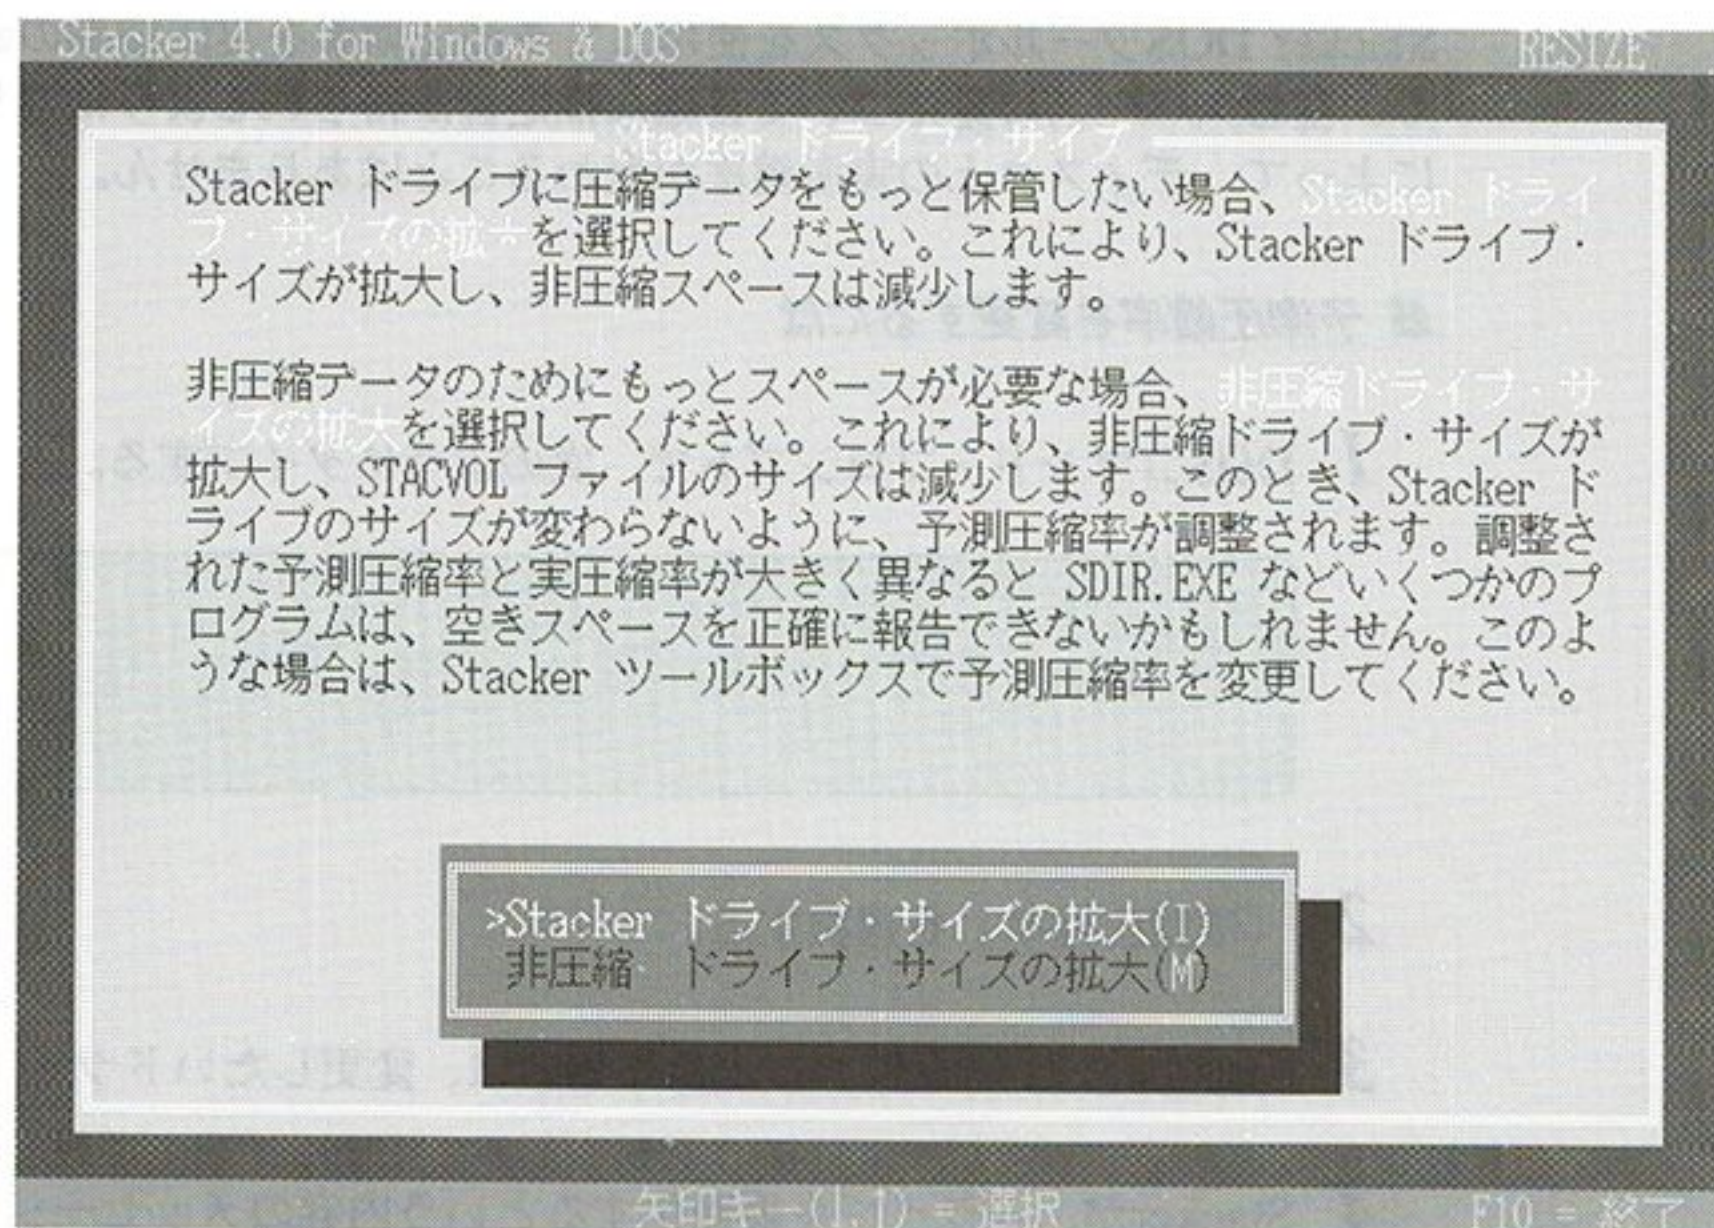 Stacker 4.0 for Windows & DOS RESIZE
Stacker ドライブ・サイズ
Stacker ドライブに圧縮データをもっと保管したい場合、Stacker ドライ
ブ・サイズの拡大を選択してください。これにより、Stacker ドライブ・
サイズが拡大し、非圧縮スペースは減少します。
非圧縮データのためにもっとスペースが必要な場合、非圧縮ドライブ・サ
イズの拡大を選択してください。これにより、非圧縮ドライブ・サイズが
拡大し、STACVOL ファイルのサイズは減少します。このとき、Stacker ド
ライブのサイズが変わらないように、予測圧縮率が調整されます。調整さ
れた予測圧縮率と実圧縮率が大きく異なると SDIR.EXE などいくつかのプ
ログラムは、空きスペースを正確に報告できないかもしれません。このよ
うな場合は、Stacker ツールボックスで予測圧縮率を変更してください。
>Stacker ドライブ・サイズの拡大(I)
非圧縮 ドライブ・サイズの拡大(M)
矢印キー(↓,↑) = 選択 F10 = 終了